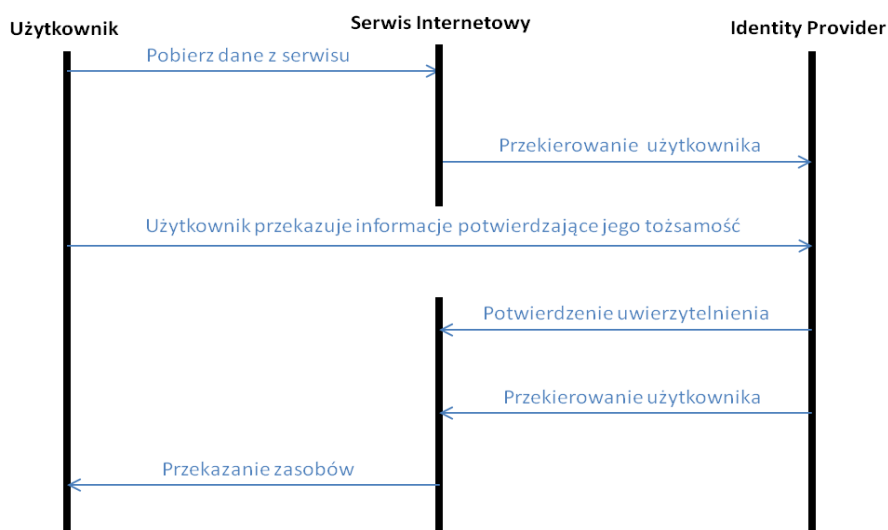 Użytkownik
Serwis Internetowy
Identity Provider
Pobierz dane z serwisu
Przekierowanie użytkownika
Użytkownik przekazuje informacje potwierdzające jego tożsamość
Potwierdzenie uwierzytelnienia
Przekierowanie użytkownika
Przekazanie zasobów